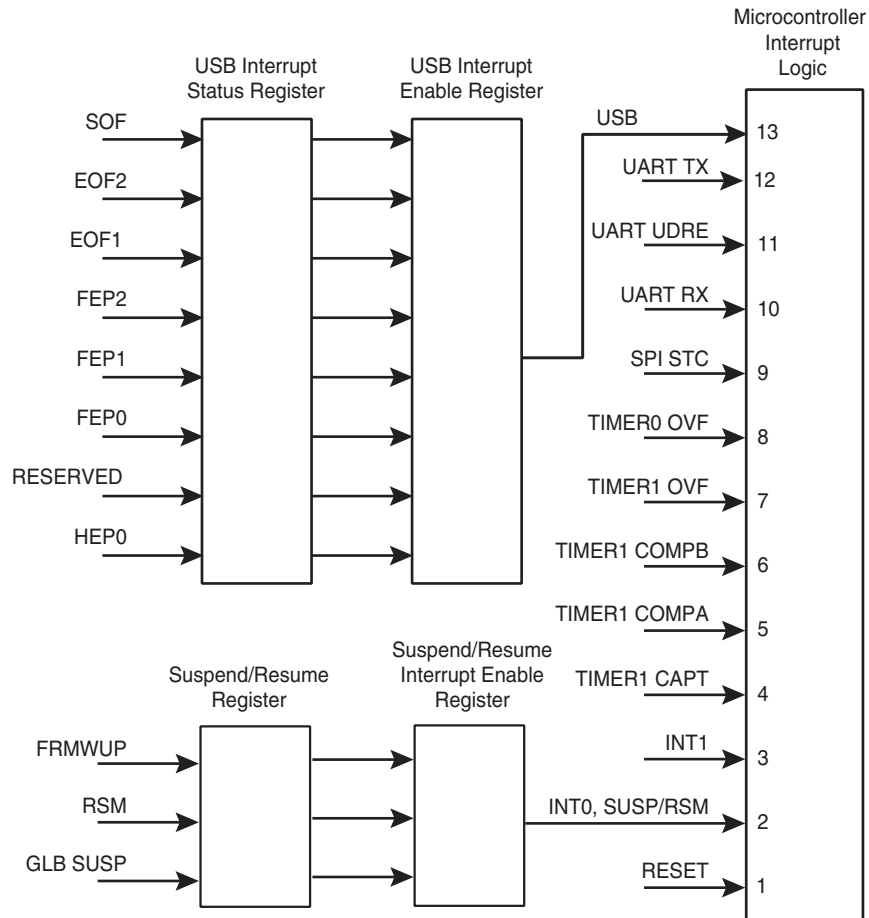 Microcontroller
Interrupt
Logic
USB Interrupt
Status Register
USB Interrupt
Enable Register
SOF
EOF2
EOF1
FEP2
FEP1
FEP0
RESERVED
HEP0
USB
13
UART TX
12
UART UDRE
11
UART RX
10
SPI STC
9
TIMER0 OVF
8
TIMER1 OVF
7
TIMER1 COMPB
6
TIMER1 COMPA
5
TIMER1 CAPT
4
INT1
3
INT0, SUSP/RSM
2
RESET
1
Suspend/Resume
Register
Suspend/Resume
Interrupt Enable
Register
FRMWUP
RSM
GLB SUSP